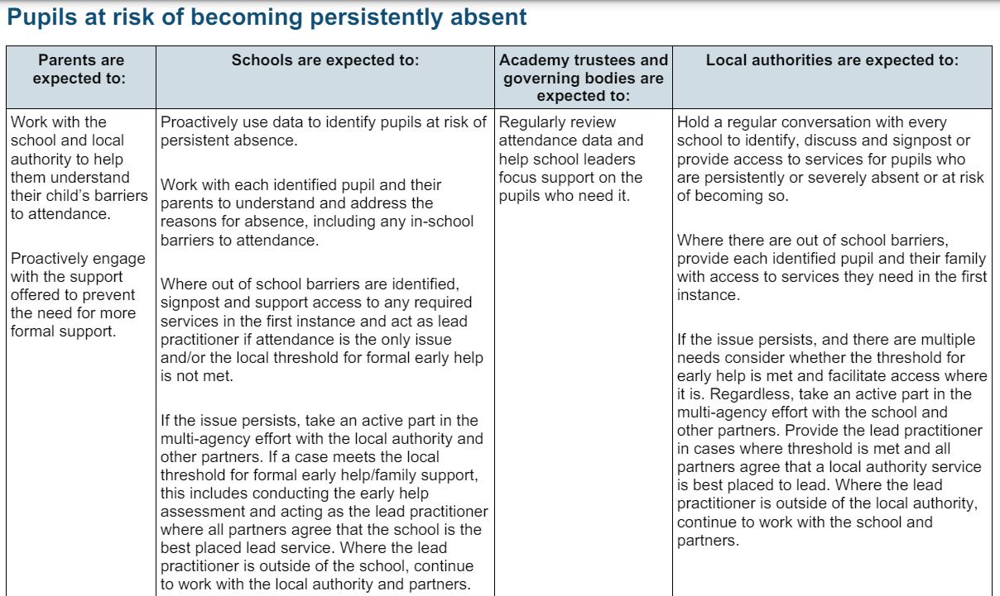 Pupils at risk of becoming persistently absent
Parents are
expected to:
Schools are expected to:
Academy trustees and
governing bodies are
expected to:
Local authorities are expected to:
Work with the
school and local
authority to help
them understand
their child’s barriers
to attendance.
Proactively engage
with the support
offered to prevent
the need for more
formal support.
Proactively use data to identify pupils at risk of
persistent absence.
Work with each identified pupil and their
parents to understand and address the
reasons for absence, including any in-school
barriers to attendance.
Where out of school barriers are identified,
signpost and support access to any required
services in the first instance and act as lead
practitioner if attendance is the only issue
and/or the local threshold for formal early help
is not met.
If the issue persists, take an active part in the
multi-agency effort with the local authority and
other partners. If a case meets the local
threshold for formal early help/family support,
this includes conducting the early help
assessment and acting as the lead practitioner
where all partners agree that the school is the
best placed lead service. Where the lead
practitioner is outside of the school, continue
to work with the local authority and partners.
Regularly review
attendance data and
help school leaders
focus support on the
pupils who need it.
Hold a regular conversation with every
school to identify, discuss and signpost or
provide access to services for pupils who
are persistently or severely absent or at risk
of becoming so.
Where there are out of school barriers,
provide each identified pupil and their family
with access to services they need in the first
instance.
If the issue persists, and there are multiple
needs consider whether the threshold for
early help is met and facilitate access where
it is. Regardless, take an active part in the
multi-agency effort with the school and
other partners. Provide the lead practitioner
in cases where threshold is met and all
partners agree that a local authority service
is best placed to lead. Where the lead
practitioner is outside of the local authority,
continue to work with the school and
partners.